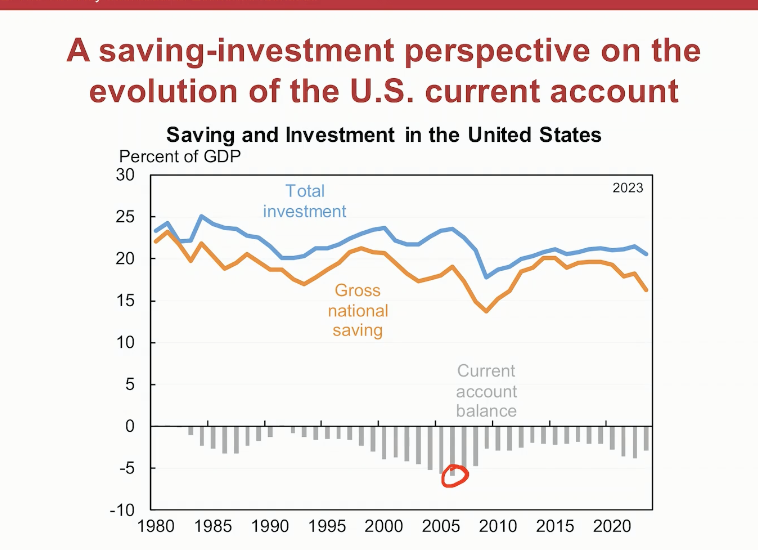 A saving-investment perspective on the
evolution of the U.S. current account
Saving and Investment in the United States
Percent of GDP
30
2023
Total
investment
25
20
Gross
national
saving
15
10
Current
account
balance
5
0
-5
-10
1980 1985 1990 1995 2000 2005 2010 2015 2020